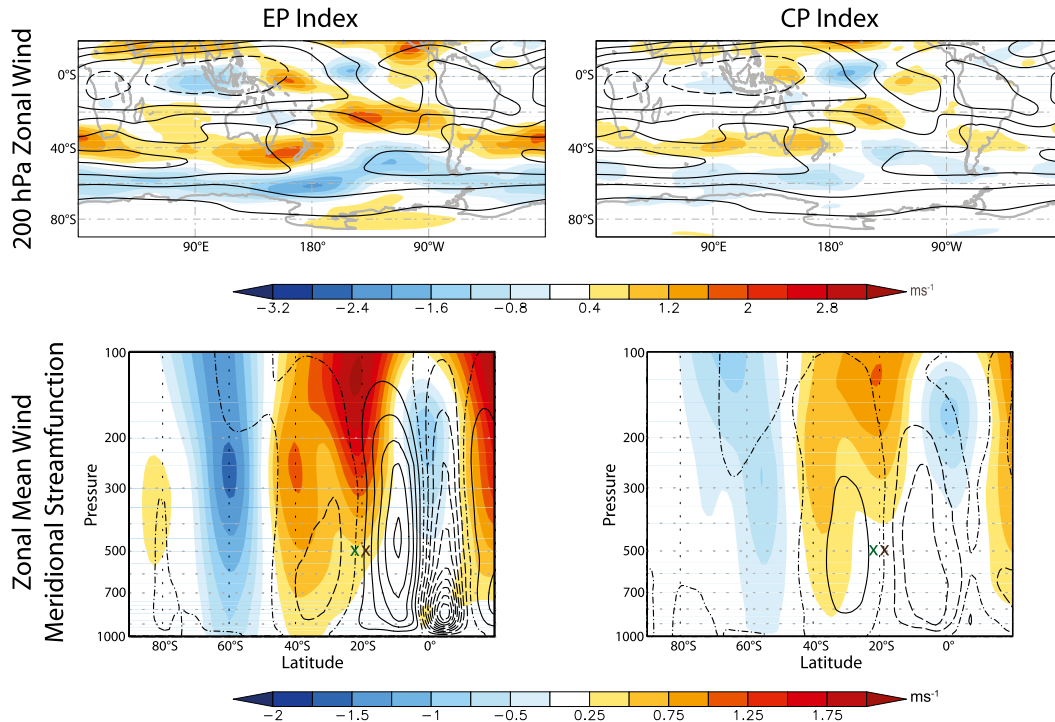 EP Index CP Index
200 hPa Zonal Wind
0°S 0°S
40°S 40°S
80°S 80°S
90°E 180° 90°W 90°E 180° 90°W
−3.2 −2.4 −1.6 −0.8 0.4 1.2 2 2.8 ms-1
Zonal Mean Wind
Meridional Streamfunction
Pressure Pressure
100 100
200 200
300 300
500 X X 500 X X
700 700
1000 1000
80°S 60°S 40°S 20°S 0° 80°S 60°S 40°S 20°S 0°
Latitude Latitude
−2 −1.5 −1 −0.5 0.25 0.75 1.25 1.75 ms-1